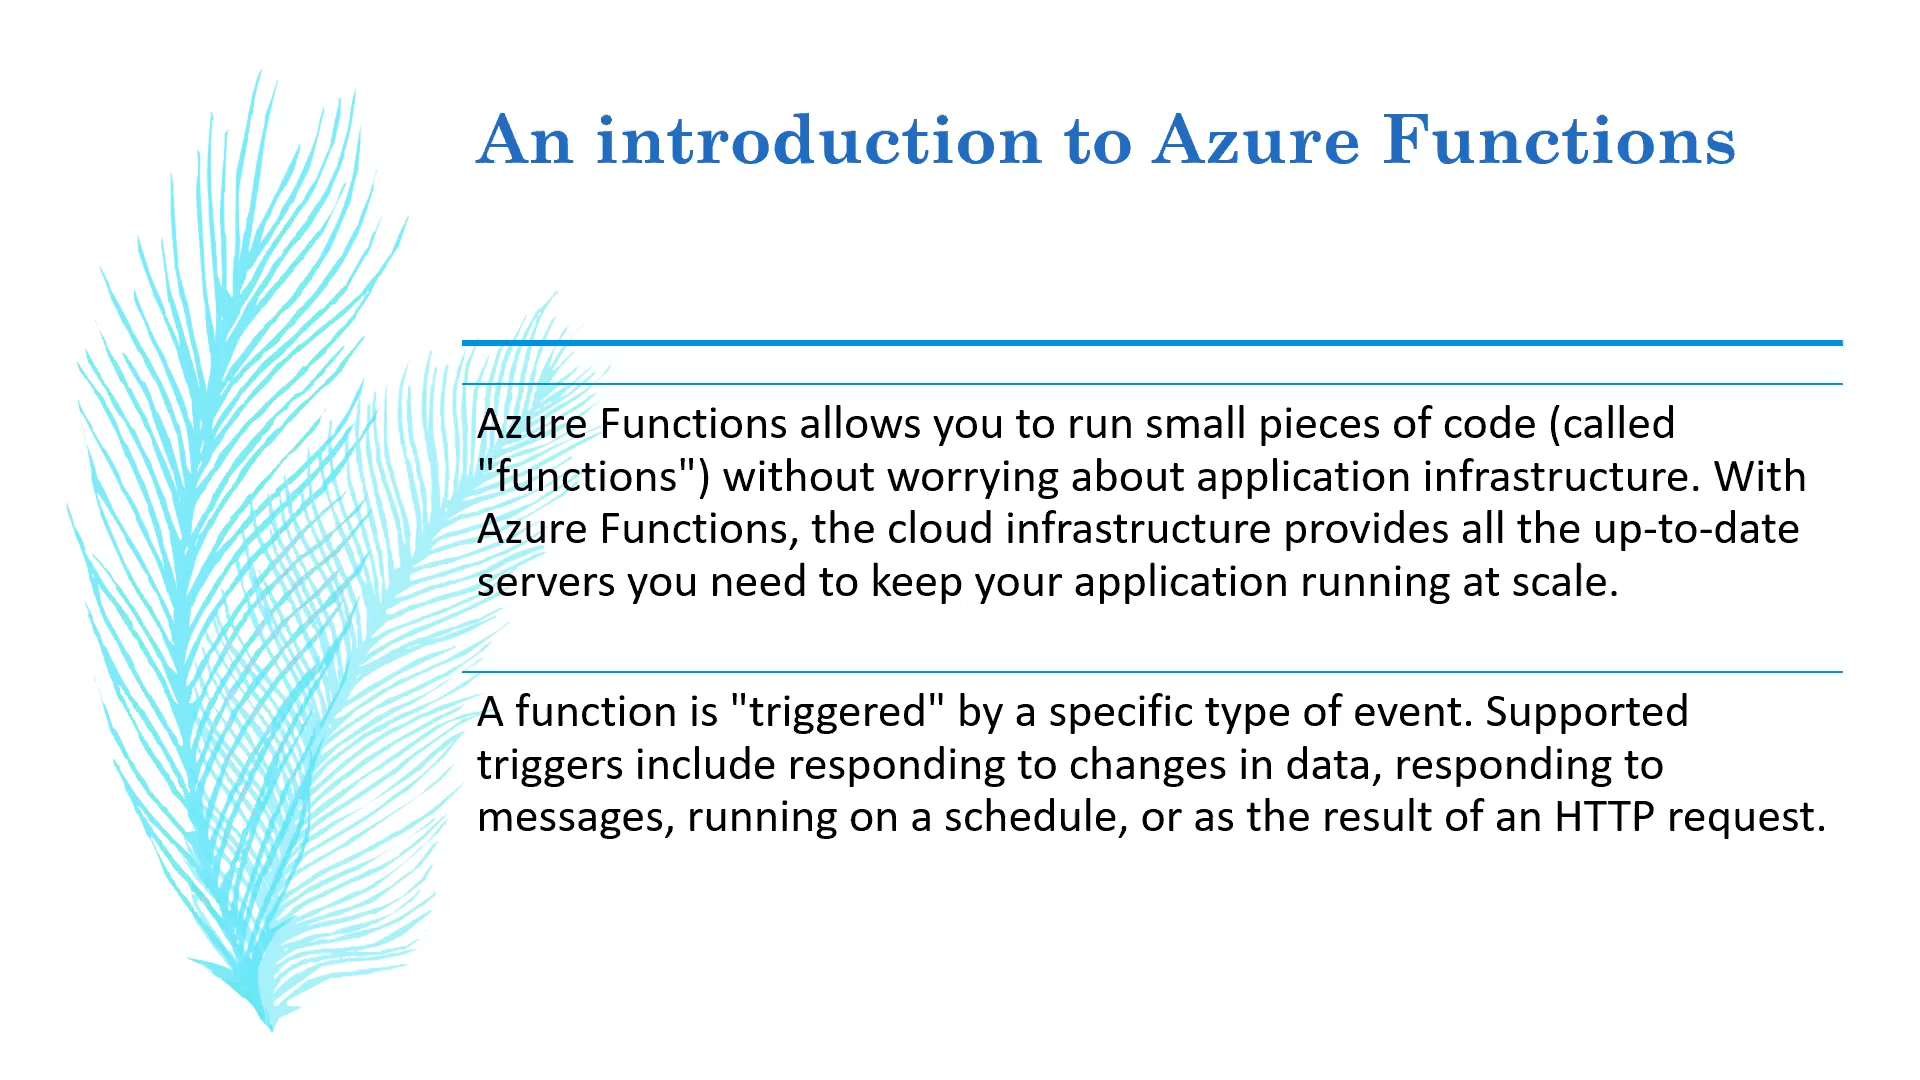 An introduction to Azure Functions
Azure Functions allows you to run small pieces of code (called
"functions") without worrying about application infrastructure. With
Azure Functions, the cloud infrastructure provides all the up-to-date
servers you need to keep your application running at scale.
A function is "triggered" by a specific type of event. Supported
triggers include responding to changes in data, responding to
messages, running on a schedule, or as the result of an HTTP request.